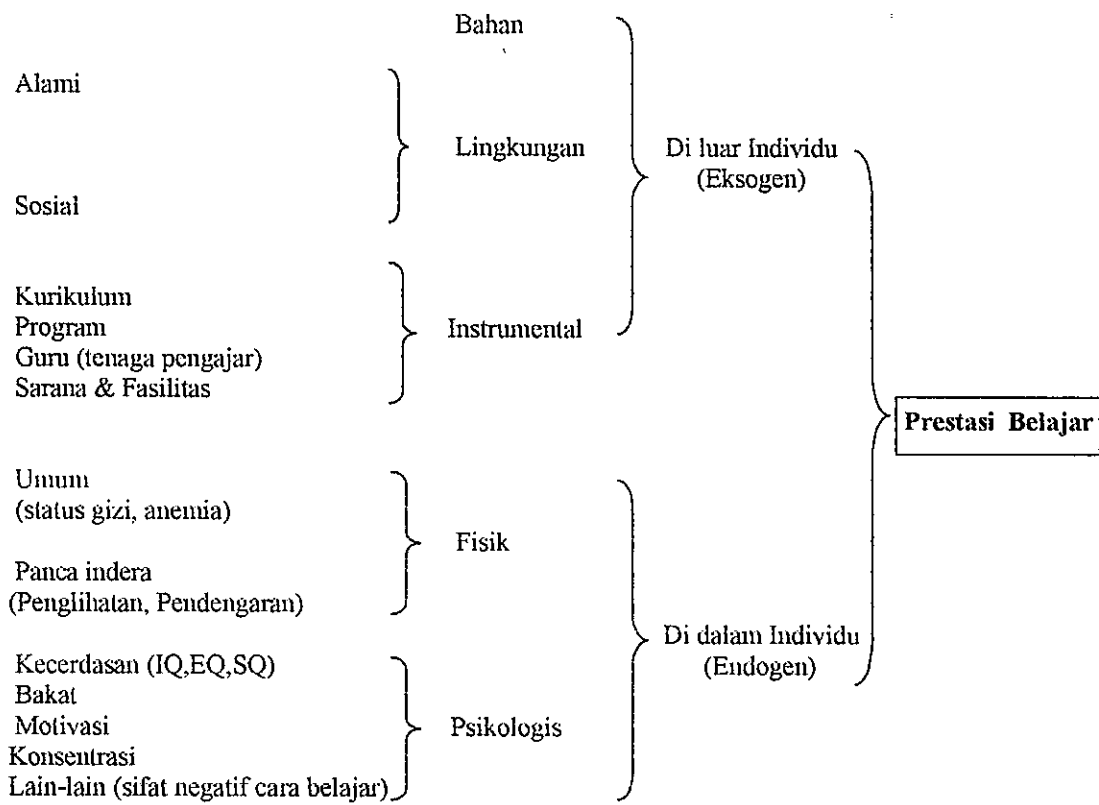 Bahan
Alami
Lingkungan
Di luar Individu
(Eksogen)
Sosial
Kurikulum
Program
Guru (tenaga pengajar)
Sarana & Fasilitas
Instrumental
Prestasi Belajar
Umum
(status gizi, anemia)
Fisik
Panca indera
(Penglihatan, Pendengaran)
Di dalam Individu
(Endogen)
Kecerdasan (IQ,EQ,SQ)
Bakat
Motivasi
Konsentrasi
Lain-lain (sifat negatif cara belajar)
Psikologis